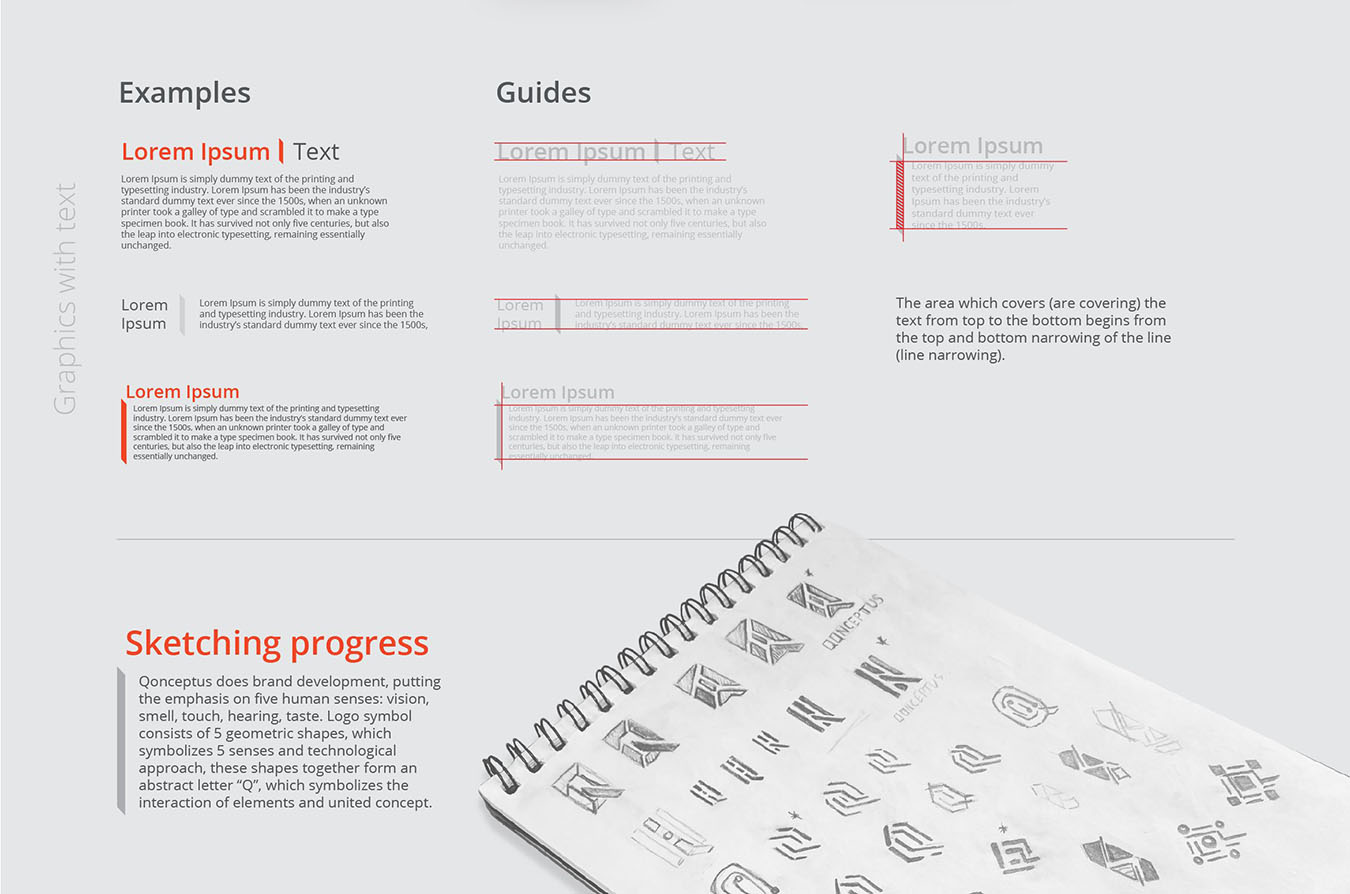 Graphics with text
Examples
Lorem Ipsum Text
Lorem Ipsum is simply dummy text of the printing and
typesetting industry. Lorem Ipsum has been the industry's
standard dummy text ever since the 1500s, when an unknown
printer took a galley of type and scrambled it to make a type
specimen book. It has survived not only five centuries, but also
the leap into electronic typesetting, remaining essentially
unchanged.
Lorem
Ipsum
Lorem Ipsum is simply dummy text of the printing
and typesetting industry. Lorem Ipsum has been the
industry's standard dummy text ever since the 1500s,
Lorem Ipsum
Lorem Ipsum is simply dummy text of the printing and typesetting
industry. Lorem Ipsum has been the industry's standard dummy text ever
since the 1500s, when an unknown printer took a galley of type and
scrambled it to make a type specimen book. It has survived not only five
centuries, but also the leap into electronic typesetting, remaining
essentially unchanged.
Guides
Lorem Ipsum Text
Lorem Ipsum is simply dummy text of the printing and
typesetting industry. Lorem Ipsum has been the industry's
standard dummy text ever since the 1500s, when an unknown
printer took a galley of type and scrambled it to make a type
specimen book. It has survived not only five centuries, but also
the leap into electronic typesetting, remaining essentially
unchanged.
Lorem
Ipsum
Lorem Ipsum is simply dummy text of the printing
and typesetting industry. Lorem Ipsum has been the
industry's standard dummy text ever since the 1500s,
Lorem Ipsum
Lorem Ipsum is simply dummy text of the printing and typesetting
industry. Lorem Ipsum has been the industry's standard dummy text ever
since the 1500s, when an unknown printer took a galley of type and
scrambled it to make a type specimen book. It has survived not only five
centuries, but also the leap into electronic typesetting, remaining
essentially unchanged.
Lorem Ipsum
Lorem Ipsum is simply dummy
text of the printing and
typesetting industry. Lorem
Ipsum has been the industry's
standard dummy text ever
since the 1500s,
The area which covers (are covering) the
text from top to the bottom begins from
the top and bottom narrowing of the line
(line narrowing).
Sketching progress
Qonceptus does brand development, putting
the emphasis on five human senses: vision,
smell, touch, hearing, taste. Logo symbol
consists of 5 geometric shapes, which
symbolizes 5 senses and technological
approach, these shapes together form an
abstract letter “Q”, which symbolizes the
interaction of elements and united concept.
QONCEPTUS
QONCEPTUS